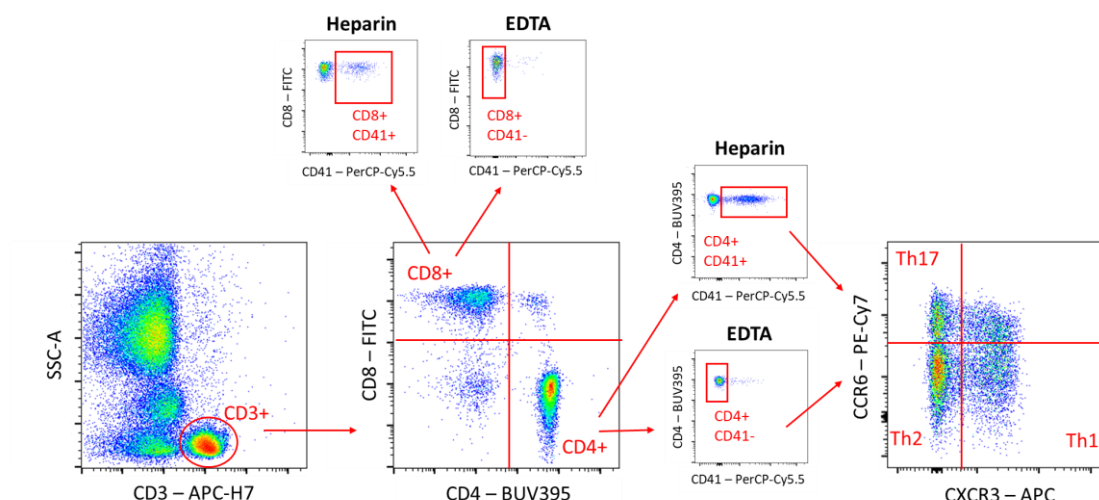 Heparin
EDTA
CD8 – FITC
CD8+
CD41+
CD41 – PerCP-Cy5.5
CD8 – FITC
CD8+
CD41-
CD41 – PerCP-Cy5.5
Heparin
CD4 – BUV395
CD4+
CD41+
CD41 – PerCP-Cy5.5
EDTA
CD4 – BUV395
CD4+
CD41-
CD41 – PerCP-Cy5.5
SSC-A
CD3+
CD3 – APC-H7
CD8 – FITC
CD8+
CD4+
CD4 – BUV395
CCR6 – PE-Cy7
Th17
Th2
Th1
CXCR3 – APC